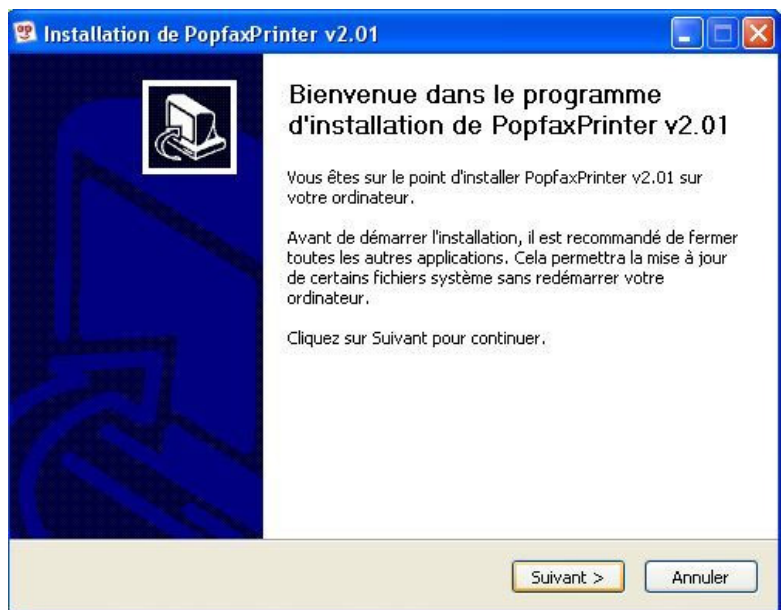 Installation de PopfaxPrinter v2.01
Bienvenue dans le programme
d'installation de PopfaxPrinter v2.01
Vous êtes sur le point d'installer PopfaxPrinter v2.01 sur
votre ordinateur.
Avant de démarrer l'installation, il est recommandé de fermer
toutes les autres applications. Cela permettra la mise à jour
de certains fichiers système sans redémarrer votre
ordinateur.
Cliquez sur Suivant pour continuer.
Suivant >
Annuler